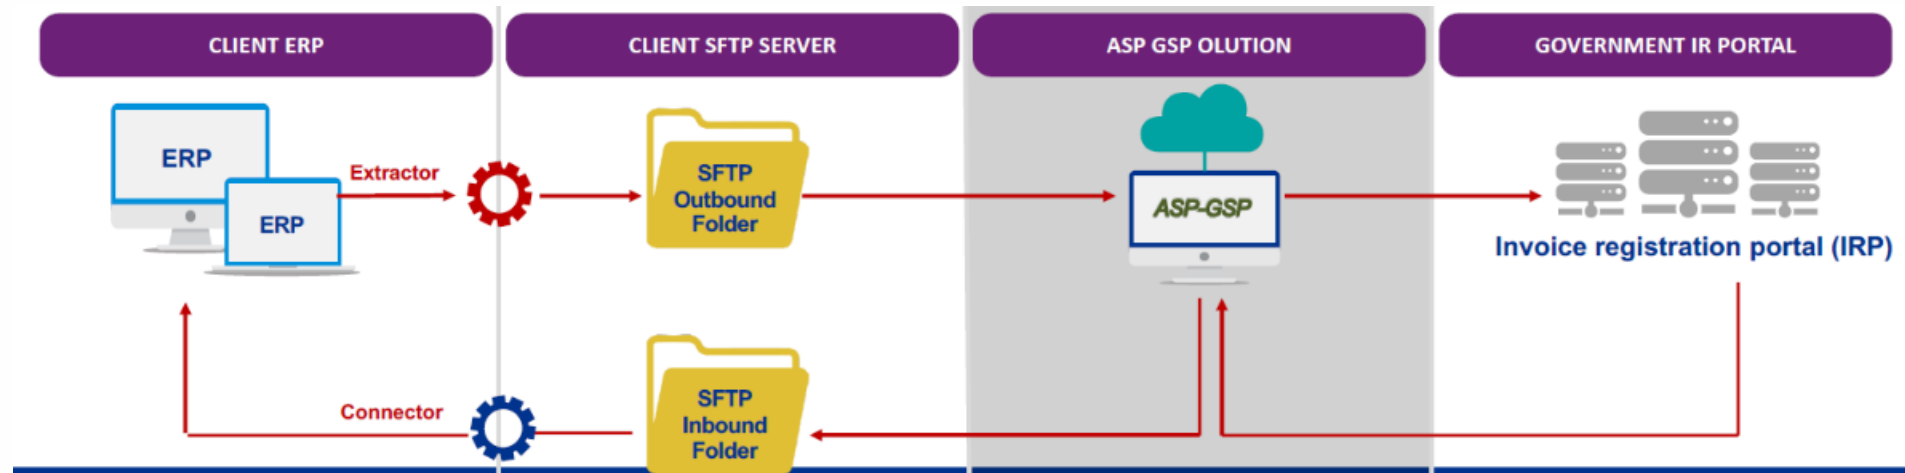 CLIENT ERP
CLIENT SFTP SERVER
ASP GSP OLUTION
GOVERNMENT IR PORTAL
ERP
ERP
Extractor
SFTP
Outbound
Folder
ASP-GSP
Invoice registration portal (IRP)
Connector
SFTP
Inbound
Folder